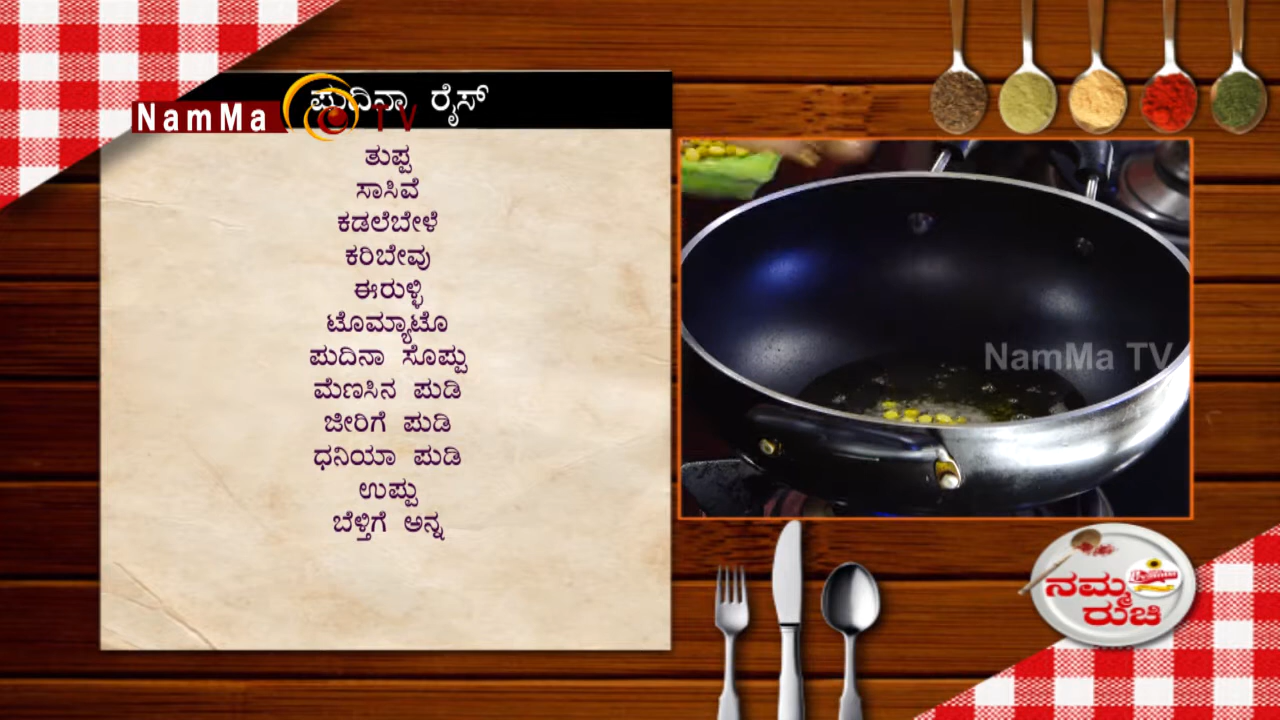 ಪುದಿನಾ ರೈಸ್
NamMa TV
ತುಪ್ಪ
ಸಾಸಿವೆ
ಕಡಲೆಬೇಳೆ
ಕರಿಬೇವು
ಈರುಳ್ಳಿ
ಟೊಮ್ಯಾಟೊ
ಪುದಿನಾ ಸೊಪ್ಪು
ಮೆಣಸಿನ ಪುಡಿ
ಜೀರಿಗೆ ಪುಡಿ
ಧನಿಯಾ ಪುಡಿ
ಉಪ್ಪು
ಬೆಳ್ತಿಗೆ ಅನ್ನ
NamMa TV
ನಮ್ಮ
ರುಚಿ